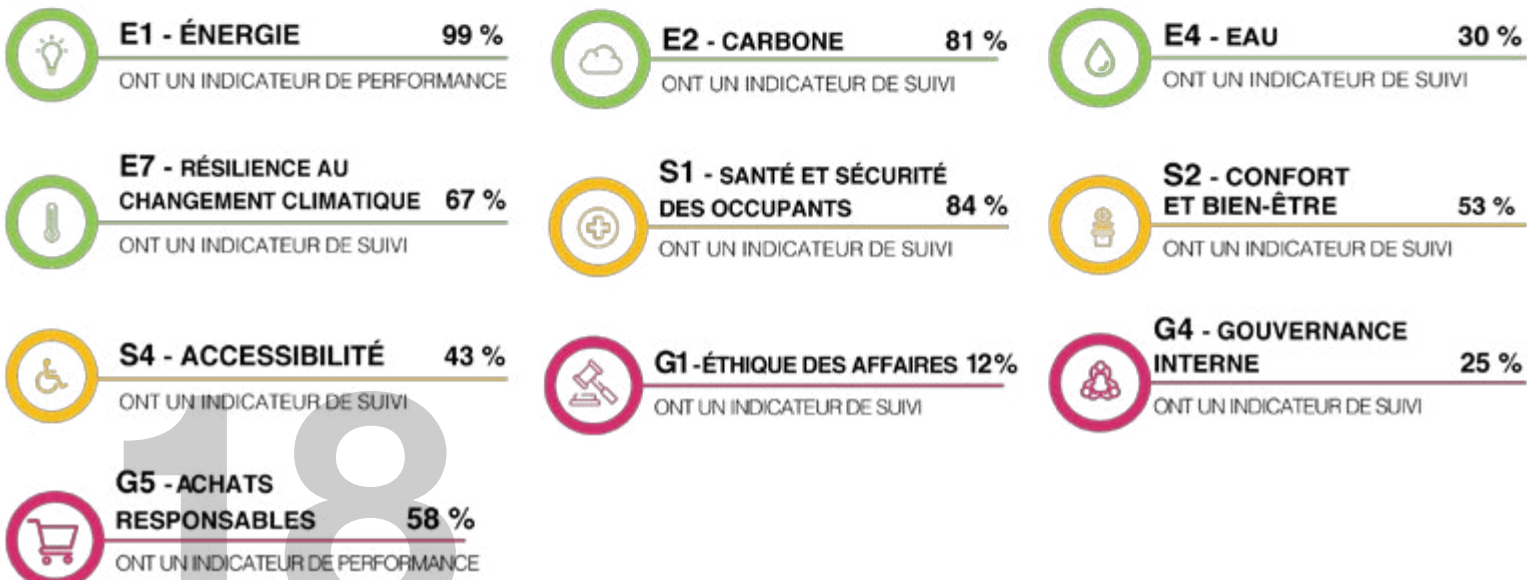 E1 - ÉNERGIE 99 %
ONT UN INDICATEUR DE PERFORMANCE
E2 - CARBONE 81 %
ONT UN INDICATEUR DE SUIVI
E4 - EAU 30 %
ONT UN INDICATEUR DE SUIVI
E7 - RÉSILIENCE AU
CHANGEMENT CLIMATIQUE 67 %
ONT UN INDICATEUR DE SUIVI
S1 - SANTÉ ET SÉCURITÉ
DES OCCUPANTS 84 %
ONT UN INDICATEUR DE SUIVI
S2 - CONFORT
ET BIEN-ÊTRE 53 %
ONT UN INDICATEUR DE SUIVI
S4 - ACCESSIBILITÉ 43 %
ONT UN INDICATEUR DE SUIVI
G1 -ÉTHIQUE DES AFFAIRES 12%
ONT UN INDICATEUR DE SUIVI
G4 - GOUVERNANCE
INTERNE 25 %
ONT UN INDICATEUR DE SUIVI
G5 - ACHATS
RESPONSABLES 58 %
ONT UN INDICATEUR DE PERFORMANCE
18